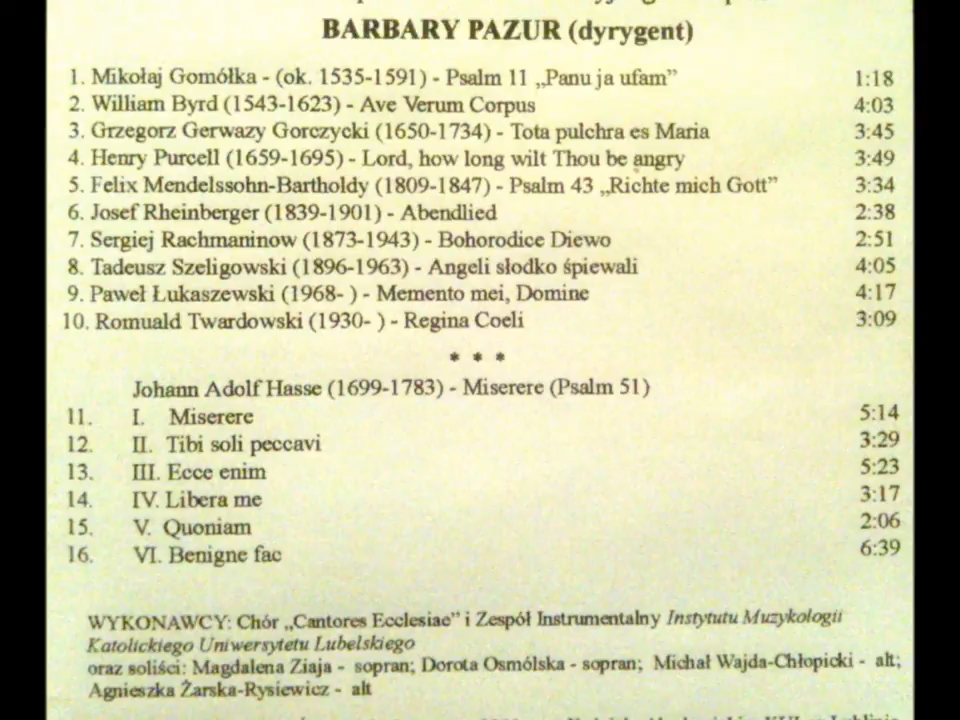 BARBARY PAZUR (dyrygent)
1. Mikołaj Gomółka - (ok. 1535-1591) - Psalm 11 „Panu ja ufam” 1:18
2. William Byrd (1543-1623) - Ave Verum Corpus 4:03
3. Grzegorz Gerwazy Gorczycki (1650-1734) - Tota pulchra es Maria 3:45
4. Henry Purcell (1659-1695) - Lord, how long wilt Thou be angry 3:49
5. Felix Mendelssohn-Bartholdy (1809-1847) - Psalm 43 „Richte mich Gott” 3:34
6. Josef Rheinberger (1839-1901) - Abendlied 2:38
7. Sergiej Rachmaninow (1873-1943) - Bohorodice Diewo 2:51
8. Tadeusz Szeligowski (1896-1963) - Angeli słodko śpiewali 4:05
9. Paweł Łukaszewski (1968- ) - Memento mei, Domine 4:17
10. Romuald Twardowski (1930- ) - Regina Coeli 3:09
* * *
Johann Adolf Hasse (1699-1783) - Miserere (Psalm 51)
11. I. Miserere 5:14
12. II. Tibi soli peccavi 3:29
13. III. Ecce enim 5:23
14. IV. Libera me 3:17
15. V. Quoniam 2:06
16. VI. Benigne fac 6:39
WYKONAWCY: Chór „Cantores Ecclesiae” i Zespół Instrumentalny Instytutu Muzykologii
Katolickiego Uniwersytetu Lubelskiego
oraz soliści: Magdalena Ziaja - sopran; Dorota Osmólska - sopran; Michał Wajda-Chłopicki - alt;
Agnieszka Żarska-Rysiewicz - alt